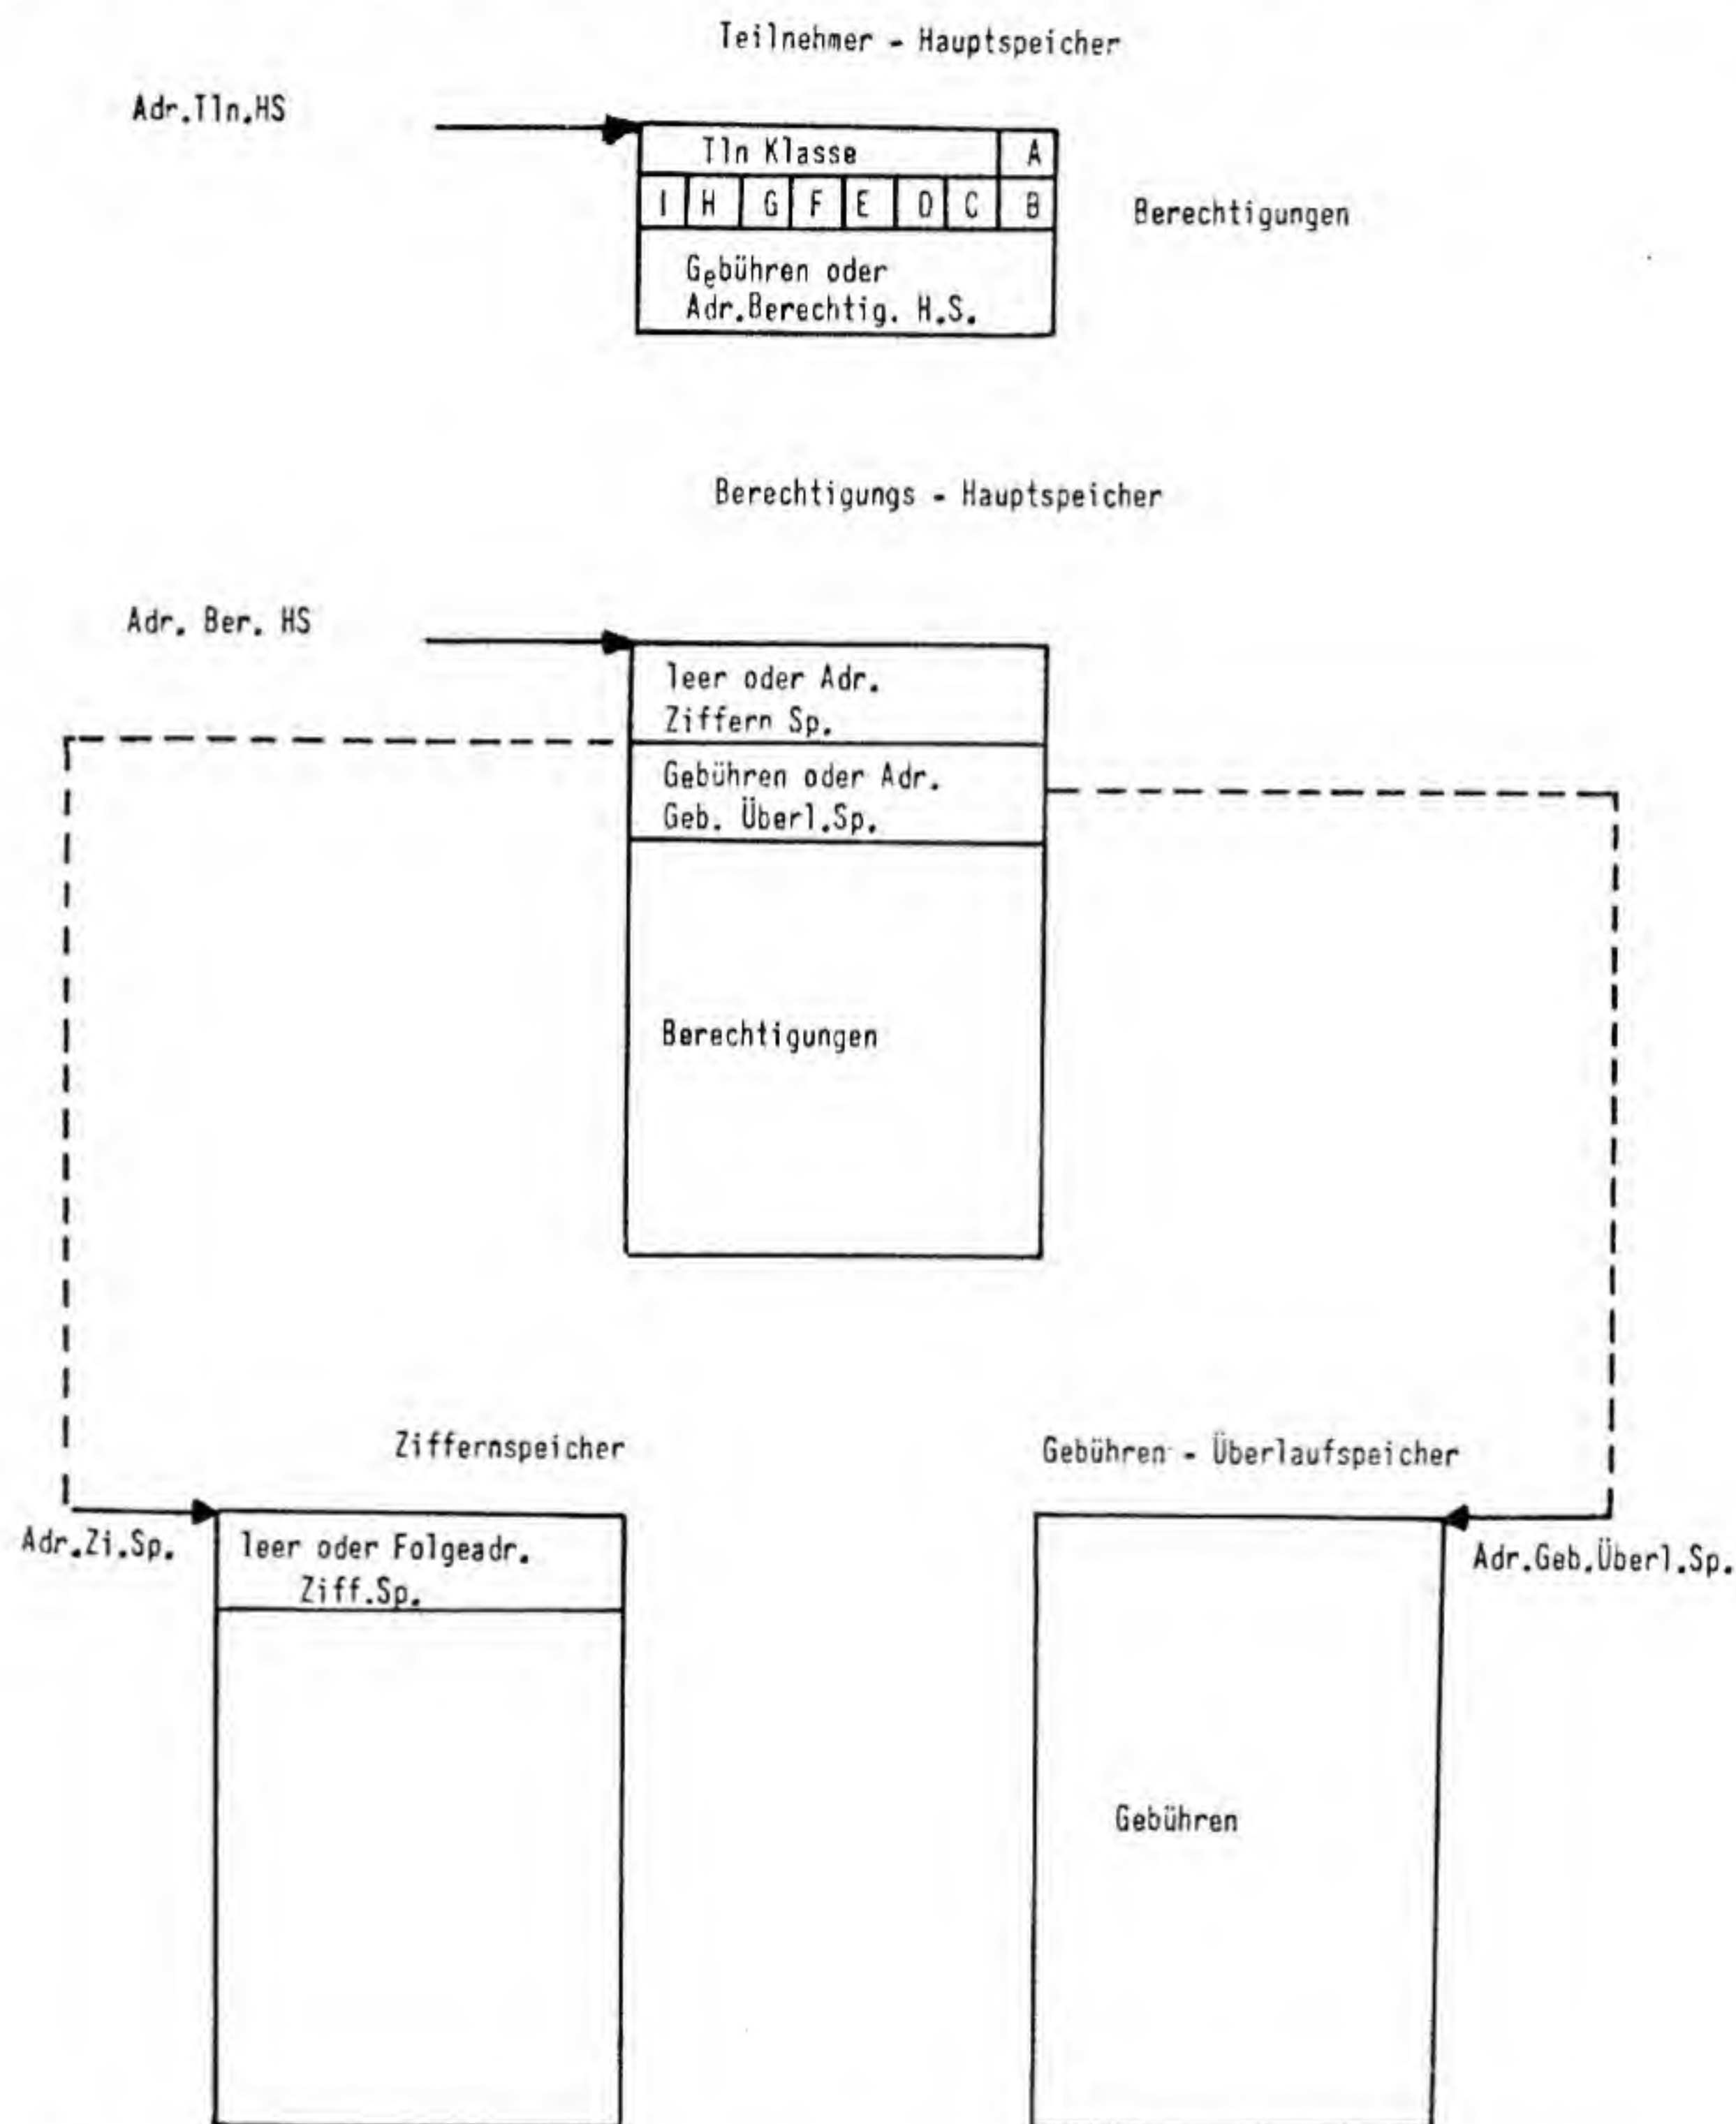 Teilnehmer - Hauptspeicher
Adr.Tln.HS
Tln Klasse A
I H G F E D C B
Berechtigungen
Gebühren oder
Adr.Berechtig. H.S.
Berechtigungs - Hauptspeicher
Adr. Ber. HS
leer oder Adr.
Ziffern Sp.
Gebühren oder Adr.
Geb. Überl.Sp.
Berechtigungen
Ziffernspeicher
Gebühren - Überlaufspeicher
Adr.Zi.Sp.
leer oder Folgeadr.
Ziff.Sp.
Adr.Geb.Überl.Sp.
Gebühren